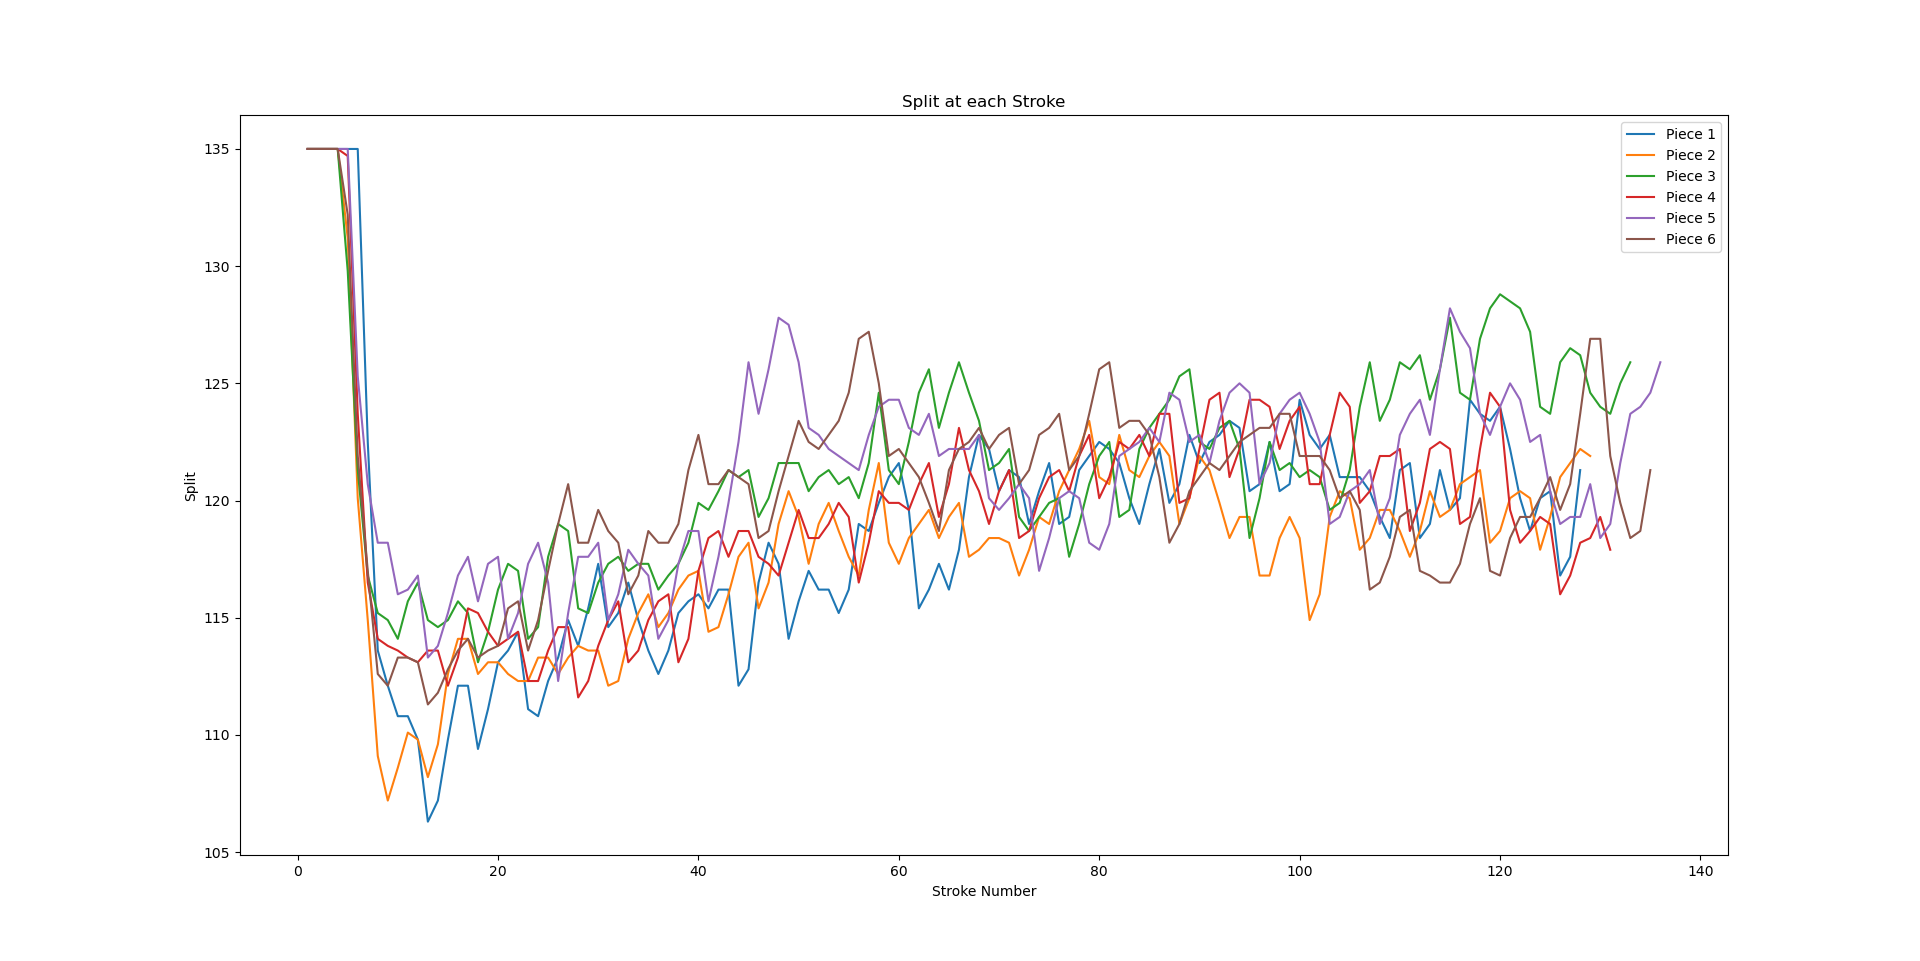 Split at each Stroke
Piece 1
Piece 2
Piece 3
Piece 4
Piece 5
Piece 6
135
130
125
120
115
110
105
Split
0 20 40 60 80 100 120 140
Stroke Number